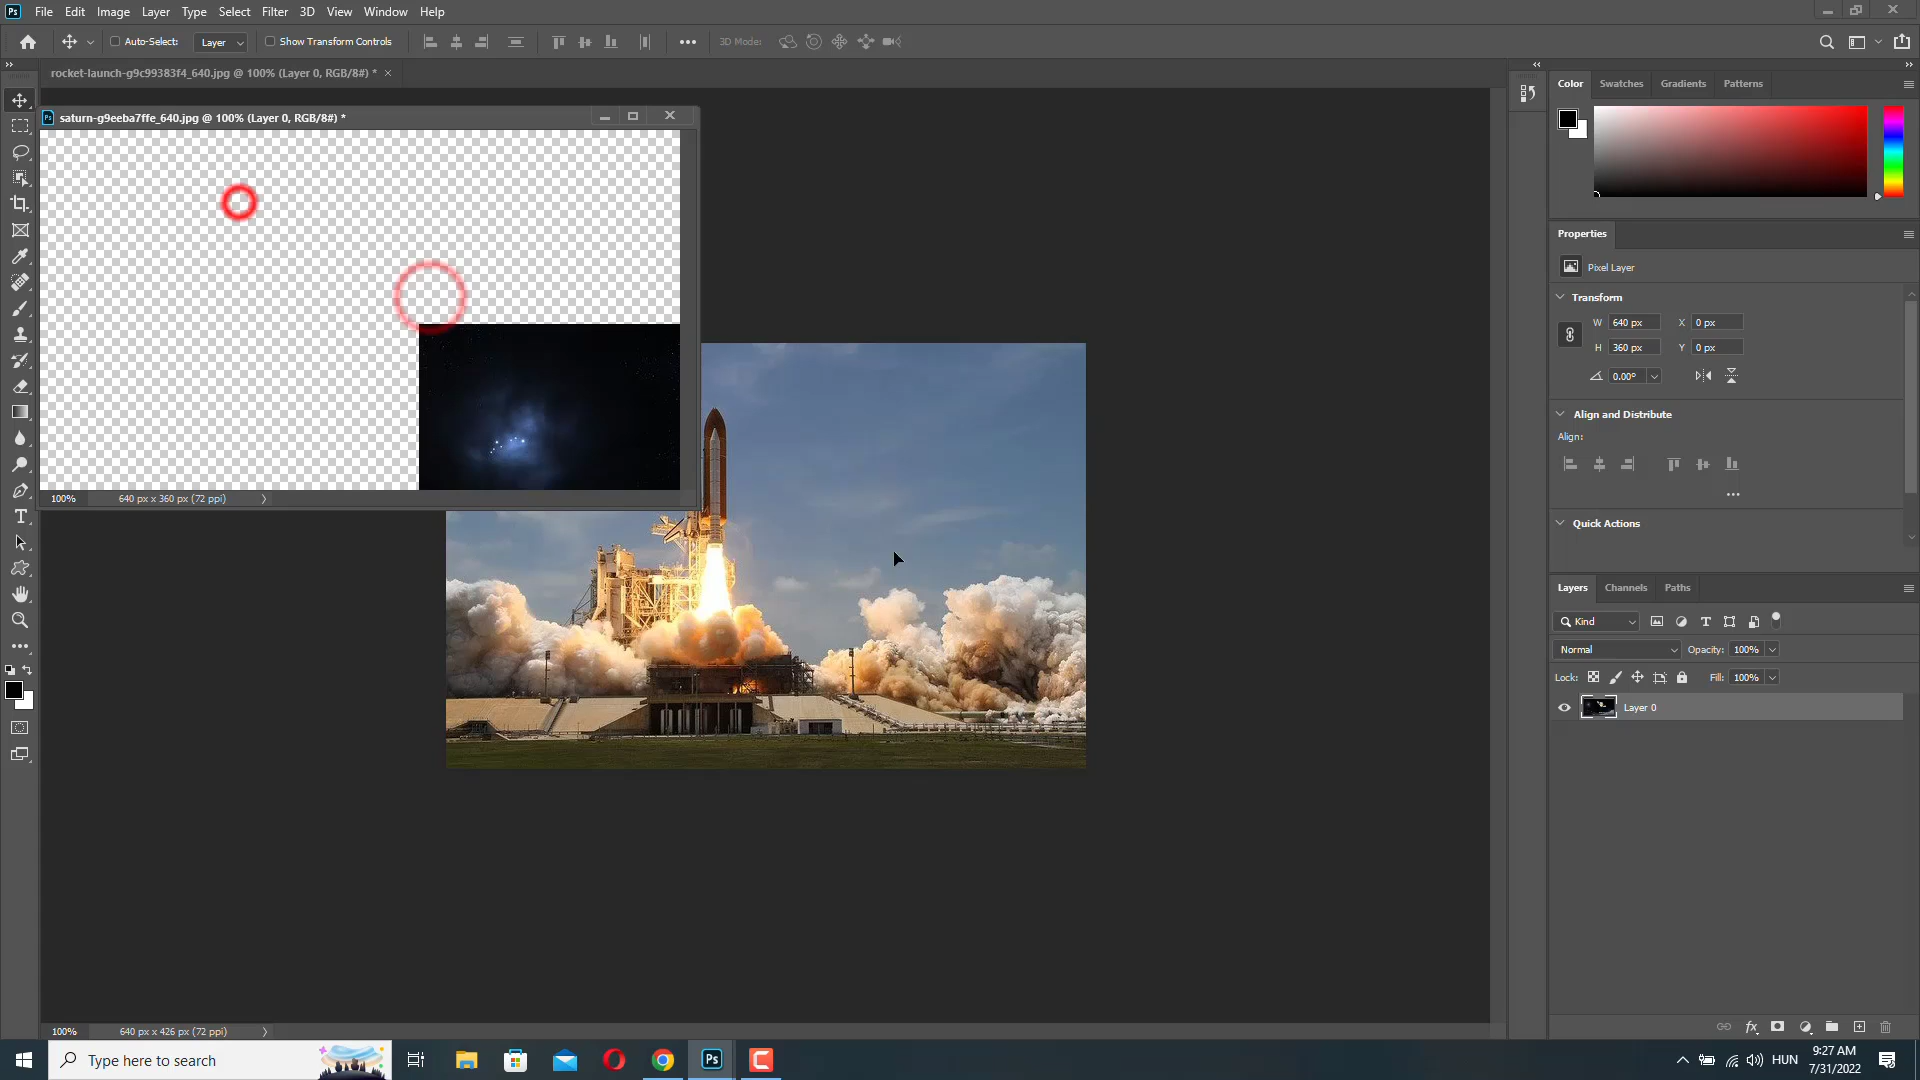 Ps File Edit Image Layer Type Select Filter 3D View Window Help
Auto-Select: Layer Show Transform Controls 3D Mode:
rocket-launch-g9c99383f4_640.jpg @ 100% (Layer 0, RGB/8#) * ×
Ps saturn-g9eeba7ffe_640.jpg @ 100% (Layer 0, RGB/8#) *
100% 640 px x 360 px (72 ppi)
100% 640 px x 426 px (72 ppi)
Color Swatches Gradients Patterns
Properties
Pixel Layer
Transform
W 640 px X 0 px
H 360 px Y 0 px
0.00°
Align and Distribute
Align:
Quick Actions
Layers Channels Paths
Kind
Normal Opacity: 100%
Lock: Fill: 100%
Layer 0
Type here to search
Ps
HUN
9:27 AM
7/31/2022